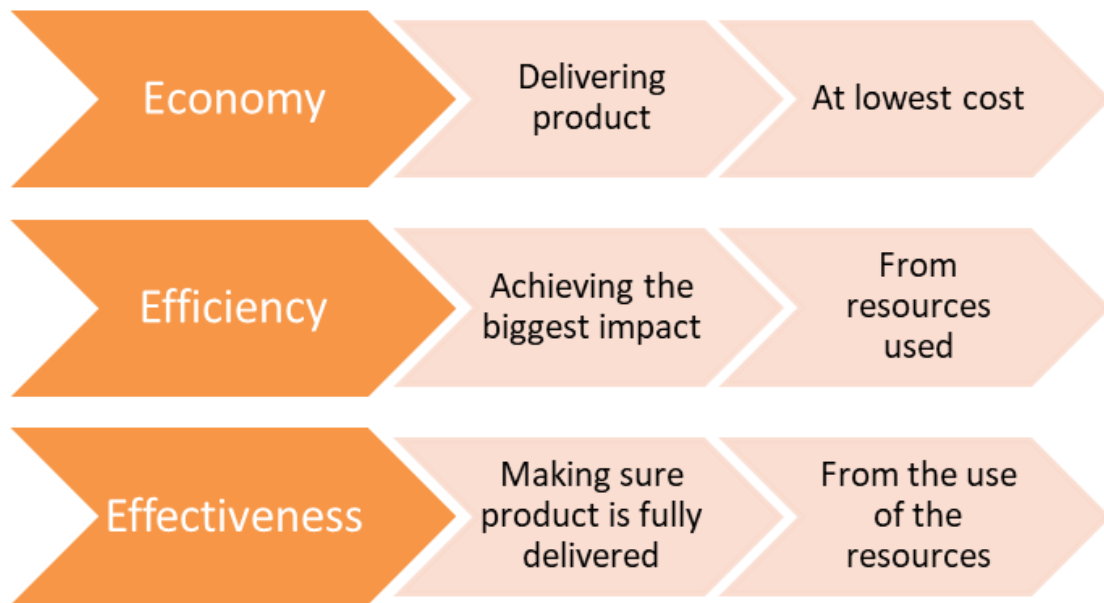 Economy
Delivering
product
At lowest cost
Efficiency
Achieving the
biggest impact
From
resources
used
Effectiveness
Making sure
product is fully
delivered
From the use
of the
resources